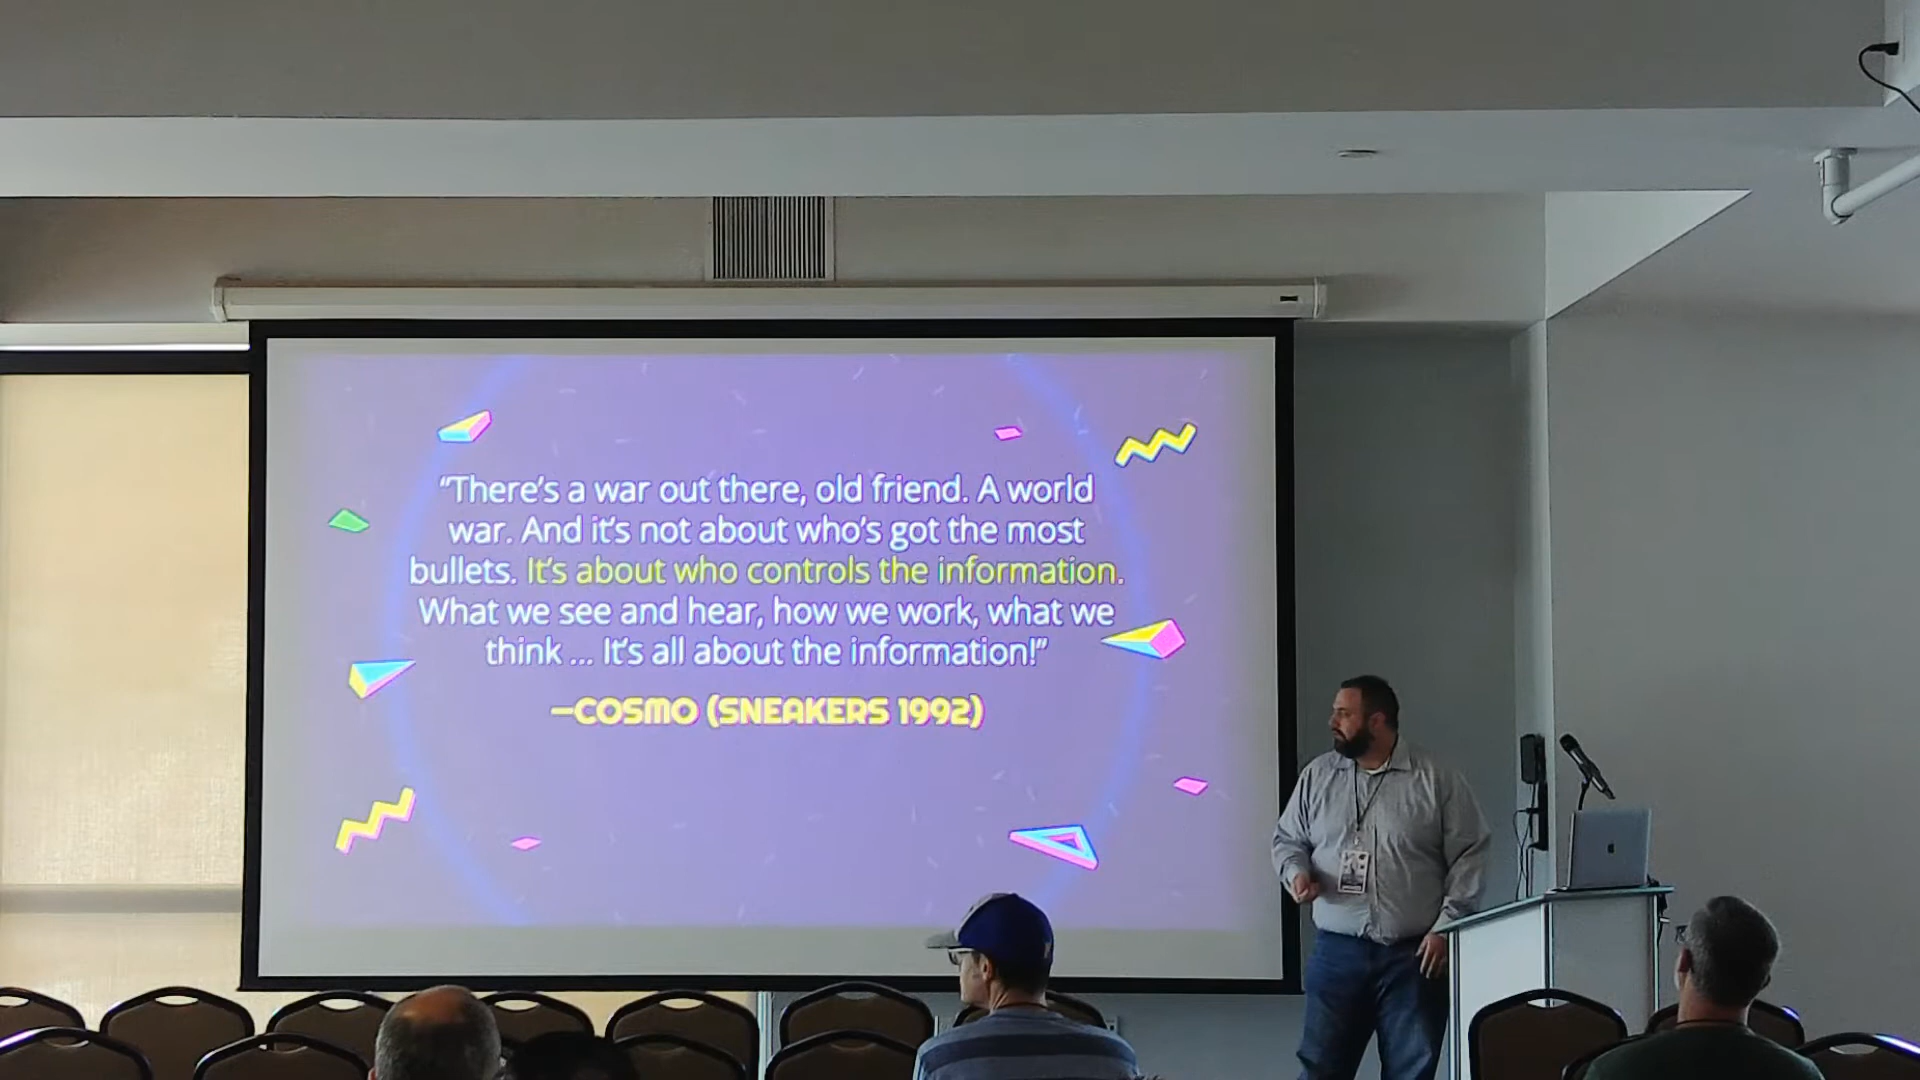 “There’s a war out there, old friend. A world
war. And it’s not about who’s got the most
bullets. It’s about who controls the information.
What we see and hear, how we work, what we
think ... It’s all about the information!”
—COSMO (SNEAKERS 1992)